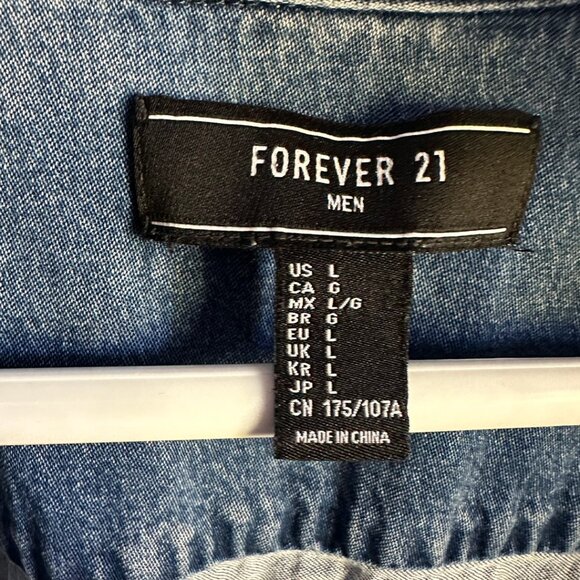 FOREVER 21
MEN
US L
CA G
MX L/G
BR G
EU L
UK L
KR L
JP L
CN 175/107A
MADE IN CHINA